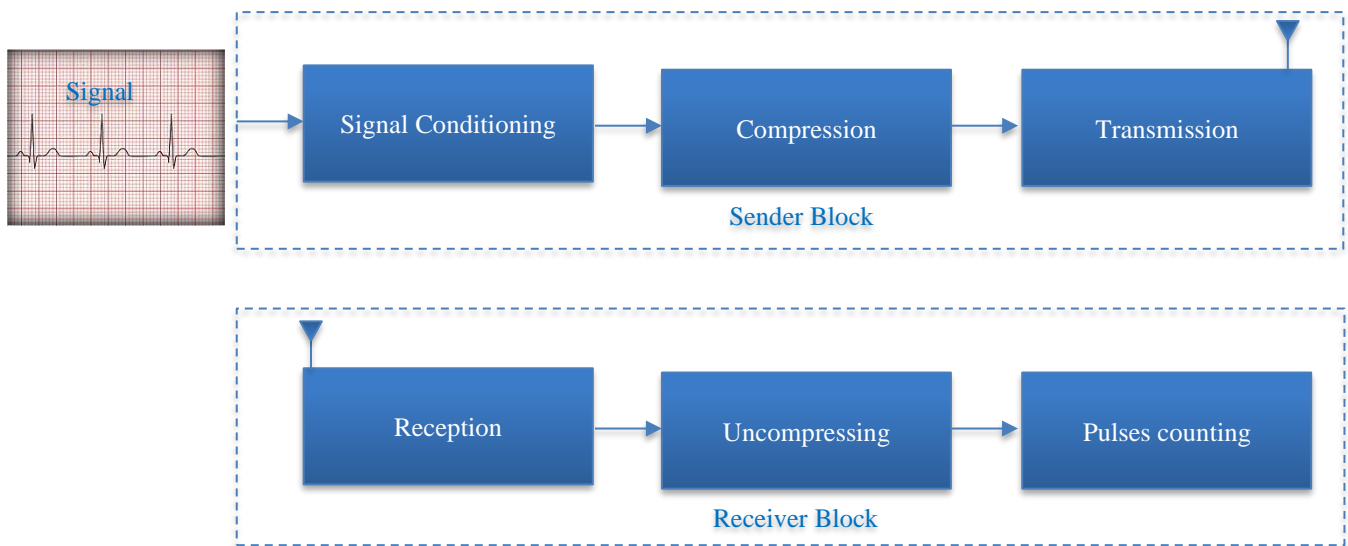 Signal
Signal Conditioning
Compression
Transmission
Sender Block
Reception
Uncompressing
Pulses counting
Receiver Block